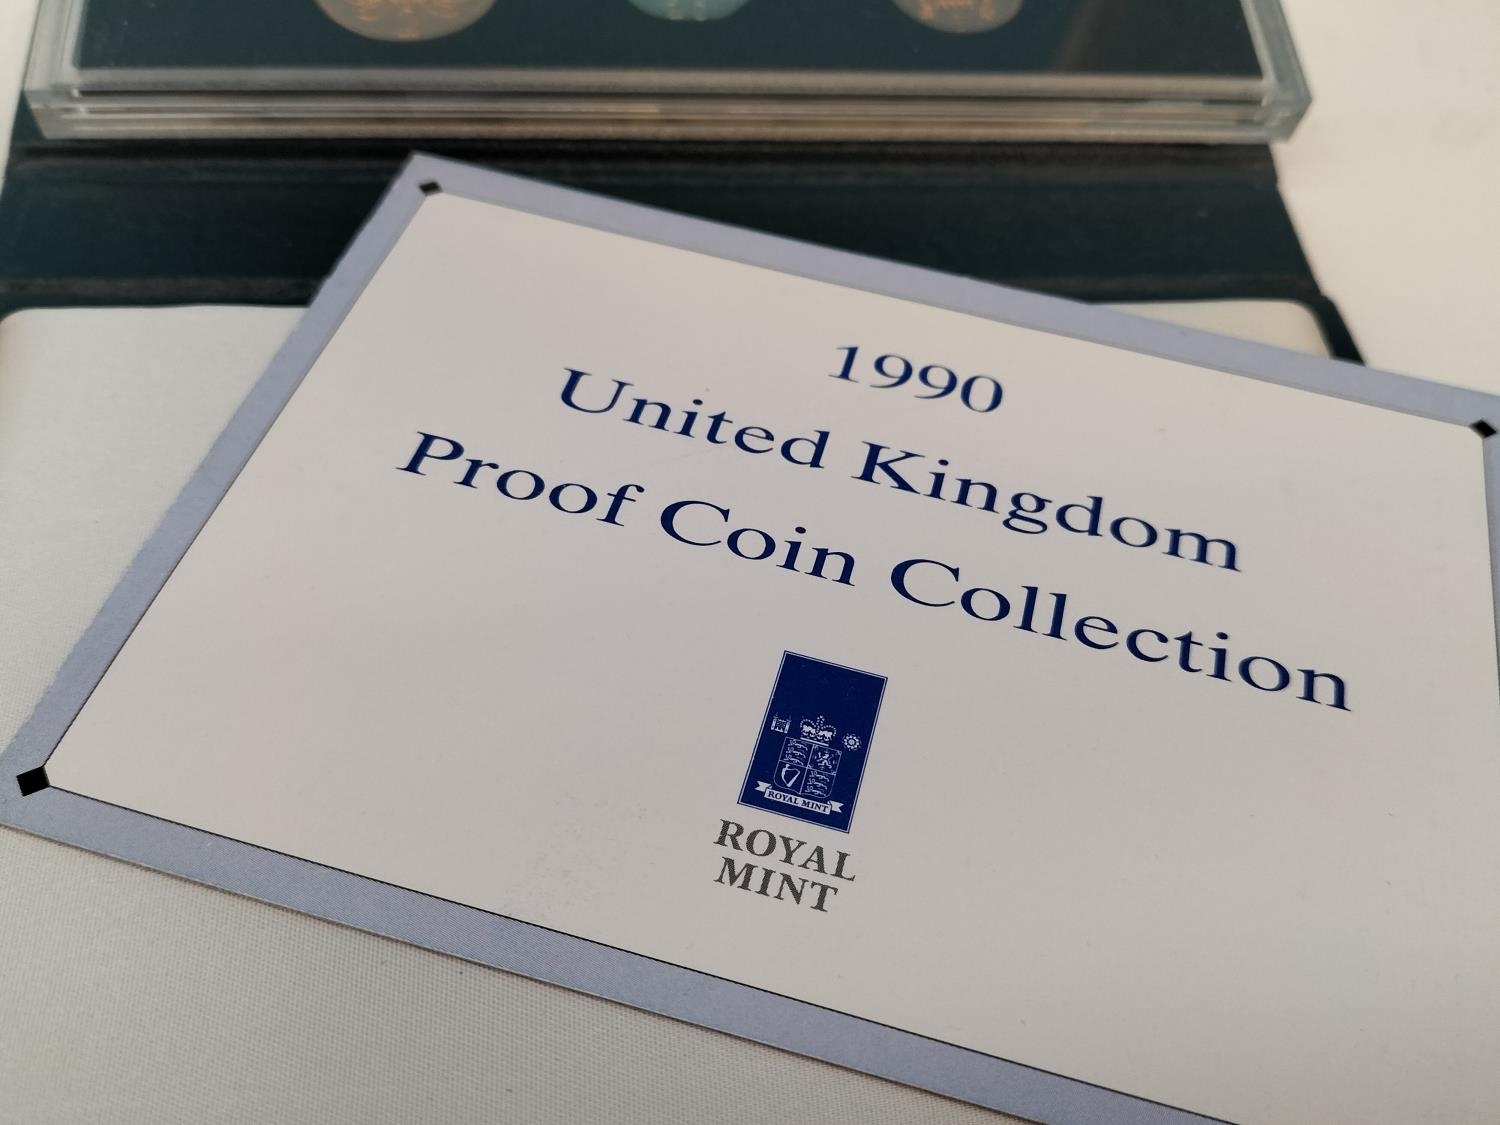 1990
United Kingdom
Proof Coin Collection
ROYAL MINT
ROYAL
MINT